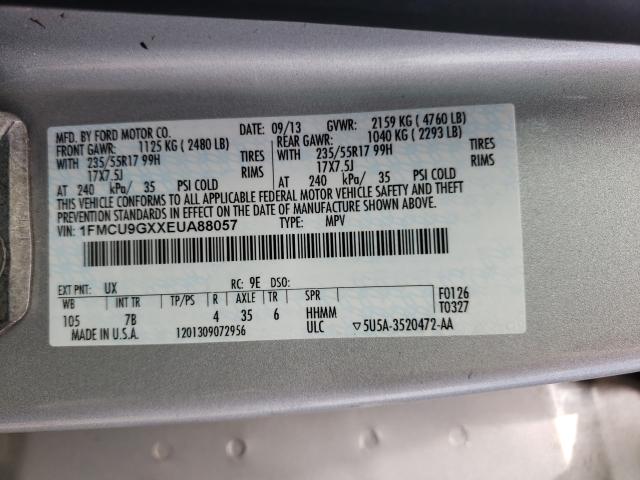 MFD. BY FORD MOTOR CO. DATE: 09/13 GVWR: 2159 KG ( 4760 LB)
FRONT GAWR: 1125 KG ( 2480 LB) REAR GAWR: 1040 KG ( 2293 LB)
WITH 235/55R17 99H TIRES WITH 235/55R17 99H TIRES
17X7.5J RIMS 17X7.5J RIMS
AT 240 kPa/ 35 PSI COLD AT 240 kPa/ 35 PSI COLD
THIS VEHICLE CONFORMS TO ALL APPLICABLE FEDERAL MOTOR VEHICLE SAFETY AND THEFT
PREVENTION STANDARDS IN EFFECT ON THE DATE OF MANUFACTURE SHOWN ABOVE.
VIN: 1FMCU9GXXEUA88057 TYPE: MPV
EXT PNT: UX RC: 9E DSO:
WB INT TR TP/PS R AXLE TR SPR F0126
105 7B 4 35 6 HHMM T0327
MADE IN U.S.A. 1201309072956 ULC ▽5U5A-3520472-AA